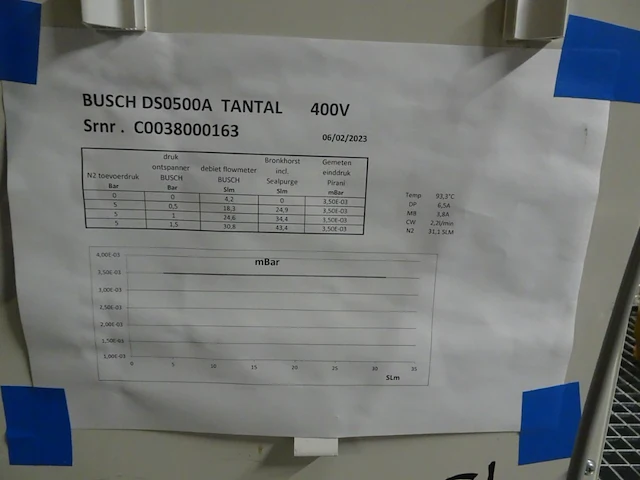 BUSCH DS0500A TANTAL 400V
Srnr . C0038000163
06/02/2023
N2 toevoerdruk druk ontspanner BUSCH debiet flowmeter BUSCH Bronkhorst incl. Sealpurge Gemeten einddruk Pirani
Bar Bar Slm Slm mBar
0 0 4,2 0 3,50E-03
5 0,5 18,3 24,9 3,50E-03
5 1 24,6 34,4 3,50E-03
5 1,5 30,8 43,4 3,50E-03
Temp 93,3°C
DP 6,5A
MB 3,8A
CW 2,2l/min
N2 31,1 SLM
mBar
4,00E-03
3,50E-03
3,00E-03
2,50E-03
2,00E-03
1,50E-03
1,00E-03
0 5 10 15 20 25 30 35
SLm